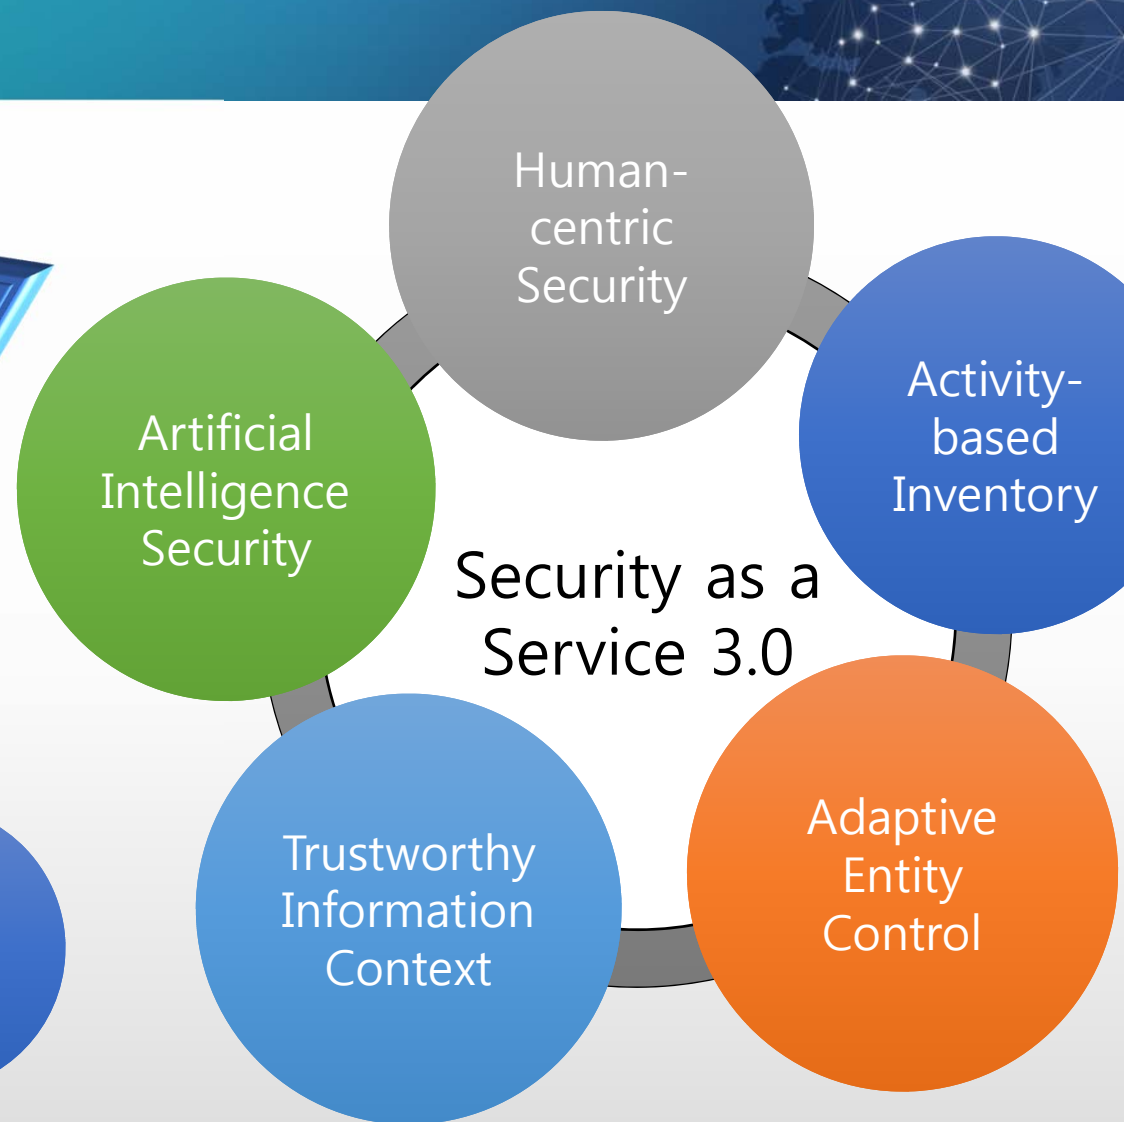 Human-
centric
Security
Activity-
based
Inventory
Artificial
Intelligence
Security
Security as a
Service 3.0
Adaptive
Entity
Control
Trustworthy
Information
Context